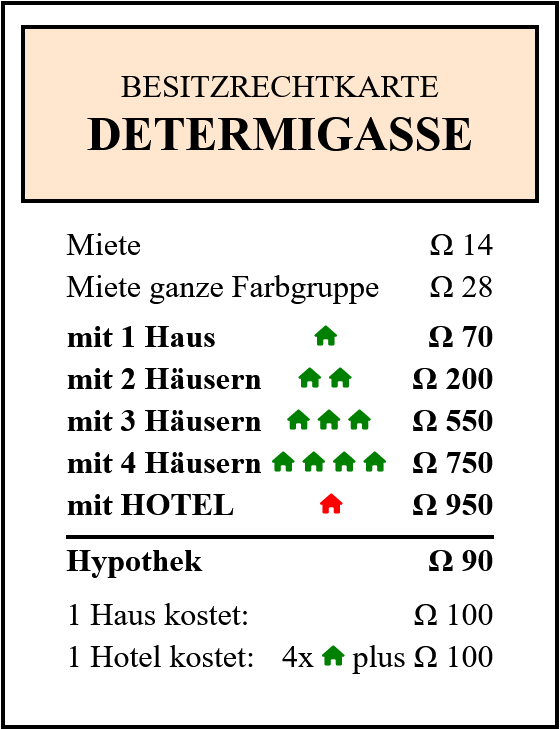 BESITZRECHTKARTE
DETERMIGASSE
Miete Ω 14
Miete ganze Farbgruppe Ω 28
mit 1 Haus Ω 70
mit 2 Häusern Ω 200
mit 3 Häusern Ω 550
mit 4 Häusern Ω 750
mit HOTEL Ω 950
Hypothek Ω 90
1 Haus kostet: Ω 100
1 Hotel kostet: 4x plus Ω 100